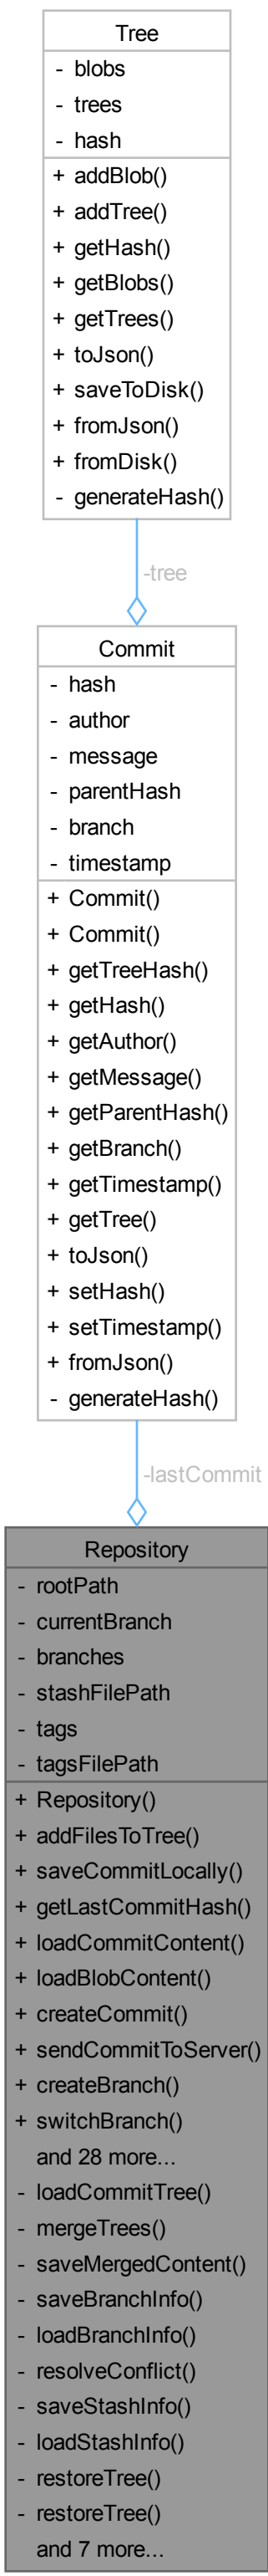 Tree
- blobs
- trees
- hash
+ addBlob()
+ addTree()
+ getHash()
+ getBlobs()
+ getTrees()
+ toJson()
+ saveToDisk()
+ fromJson()
+ fromDisk()
- generateHash()
-tree
Commit
- hash
- author
- message
- parentHash
- branch
- timestamp
+ Commit()
+ Commit()
+ getTreeHash()
+ getHash()
+ getAuthor()
+ getMessage()
+ getParentHash()
+ getBranch()
+ getTimestamp()
+ getTree()
+ toJson()
+ setHash()
+ setTimestamp()
+ fromJson()
- generateHash()
-lastCommit
Repository
- rootPath
- currentBranch
- branches
- stashFilePath
- tags
- tagsFilePath
+ Repository()
+ addFilesToTree()
+ saveCommitLocally()
+ getLastCommitHash()
+ loadCommitContent()
+ loadBlobContent()
+ createCommit()
+ sendCommitToServer()
+ createBranch()
+ switchBranch()
and 28 more...
- loadCommitTree()
- mergeTrees()
- saveMergedContent()
- saveBranchInfo()
- loadBranchInfo()
- resolveConflict()
- saveStashInfo()
- loadStashInfo()
- restoreTree()
- restoreTree()
and 7 more...